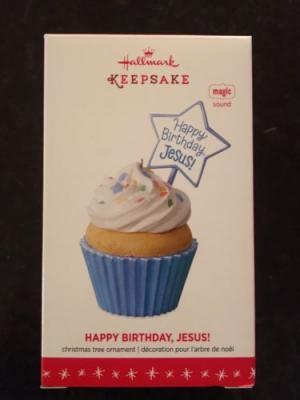 Hallmark
KEEPSAKE
magic
sound
Happy
Birthday
Jesus!
HAPPY BIRTHDAY, JESUS!
christmas tree ornament | décoration pour l'arbre de noël